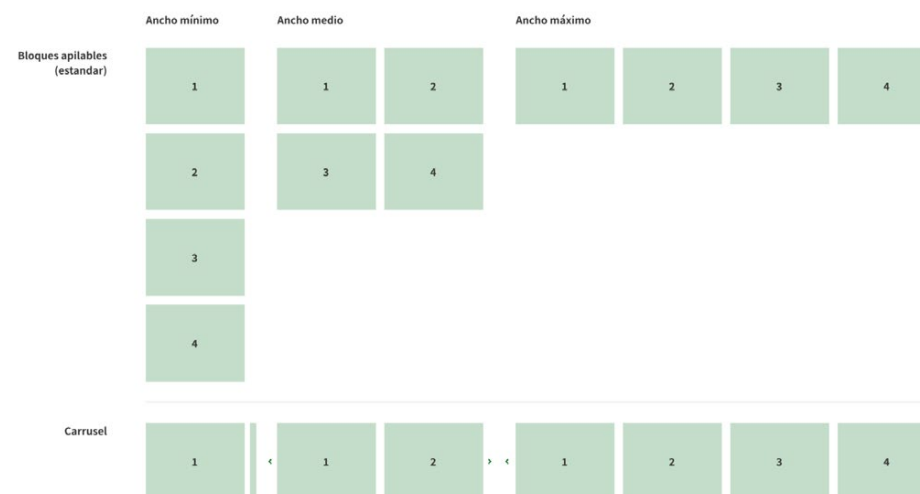 Ancho mínimo Ancho medio Ancho máximo
Bloques apilables
(estandar)
1 1 2 1 2 3 4
2 3 4
3
4
Carrusel
1 ‹ 1 2 › ‹ 1 2 3 4